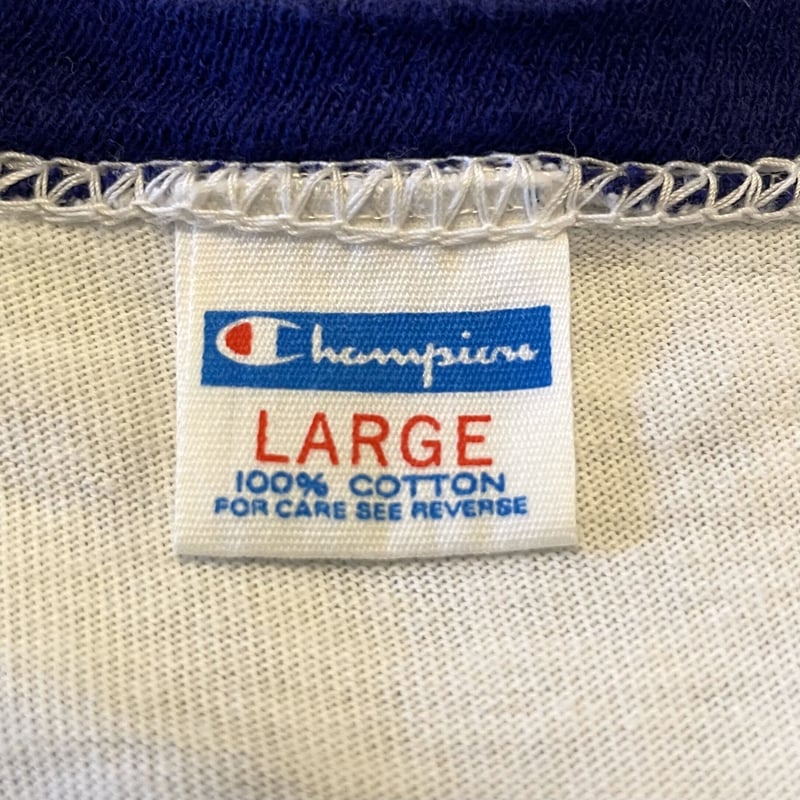 Champion
LARGE
100% COTTON
FOR CARE SEE REVERSE